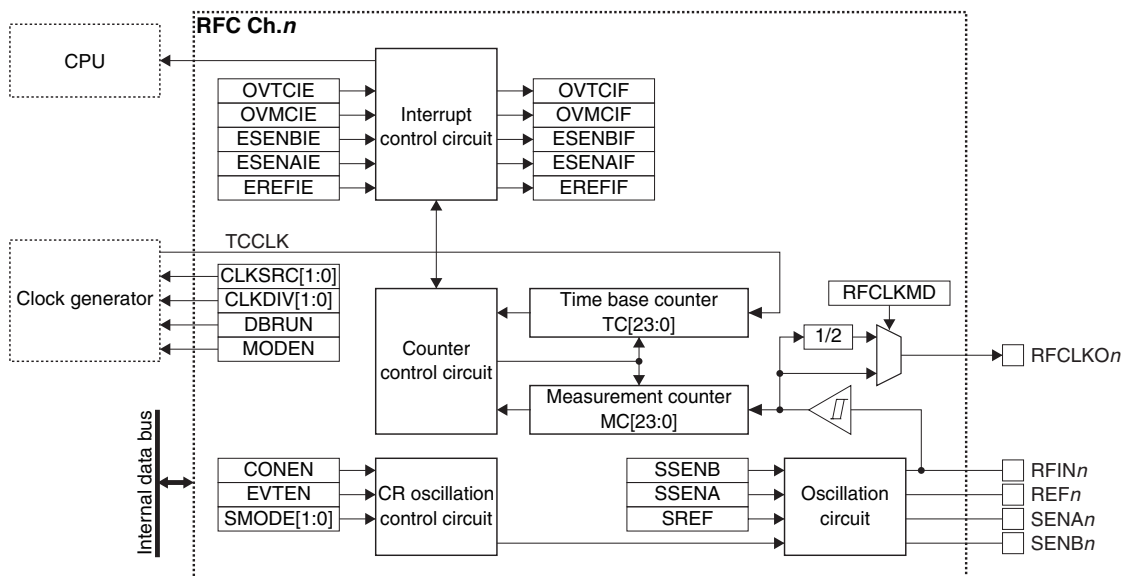 RFC Ch.n
CPU
OVTCIE
OVMCIE
ESENBIE
ESENAIE
EREFIE
Interrupt
control circuit
OVTCIF
OVMCIF
ESENBIF
ESENAIF
EREFIF
TCCLK
Clock generator
CLKSRC[1:0]
CLKDIV[1:0]
DBRUN
MODEN
Counter
control circuit
Time base counter
TC[23:0]
Measurement counter
MC[23:0]
RFCLKMD
1/2
RFCLKOn
Internal data bus
CONEN
EVTEN
SMODE[1:0]
CR oscillation
control circuit
SSENB
SSENA
SREF
Oscillation
circuit
RFINn
REFn
SENAn
SENBn